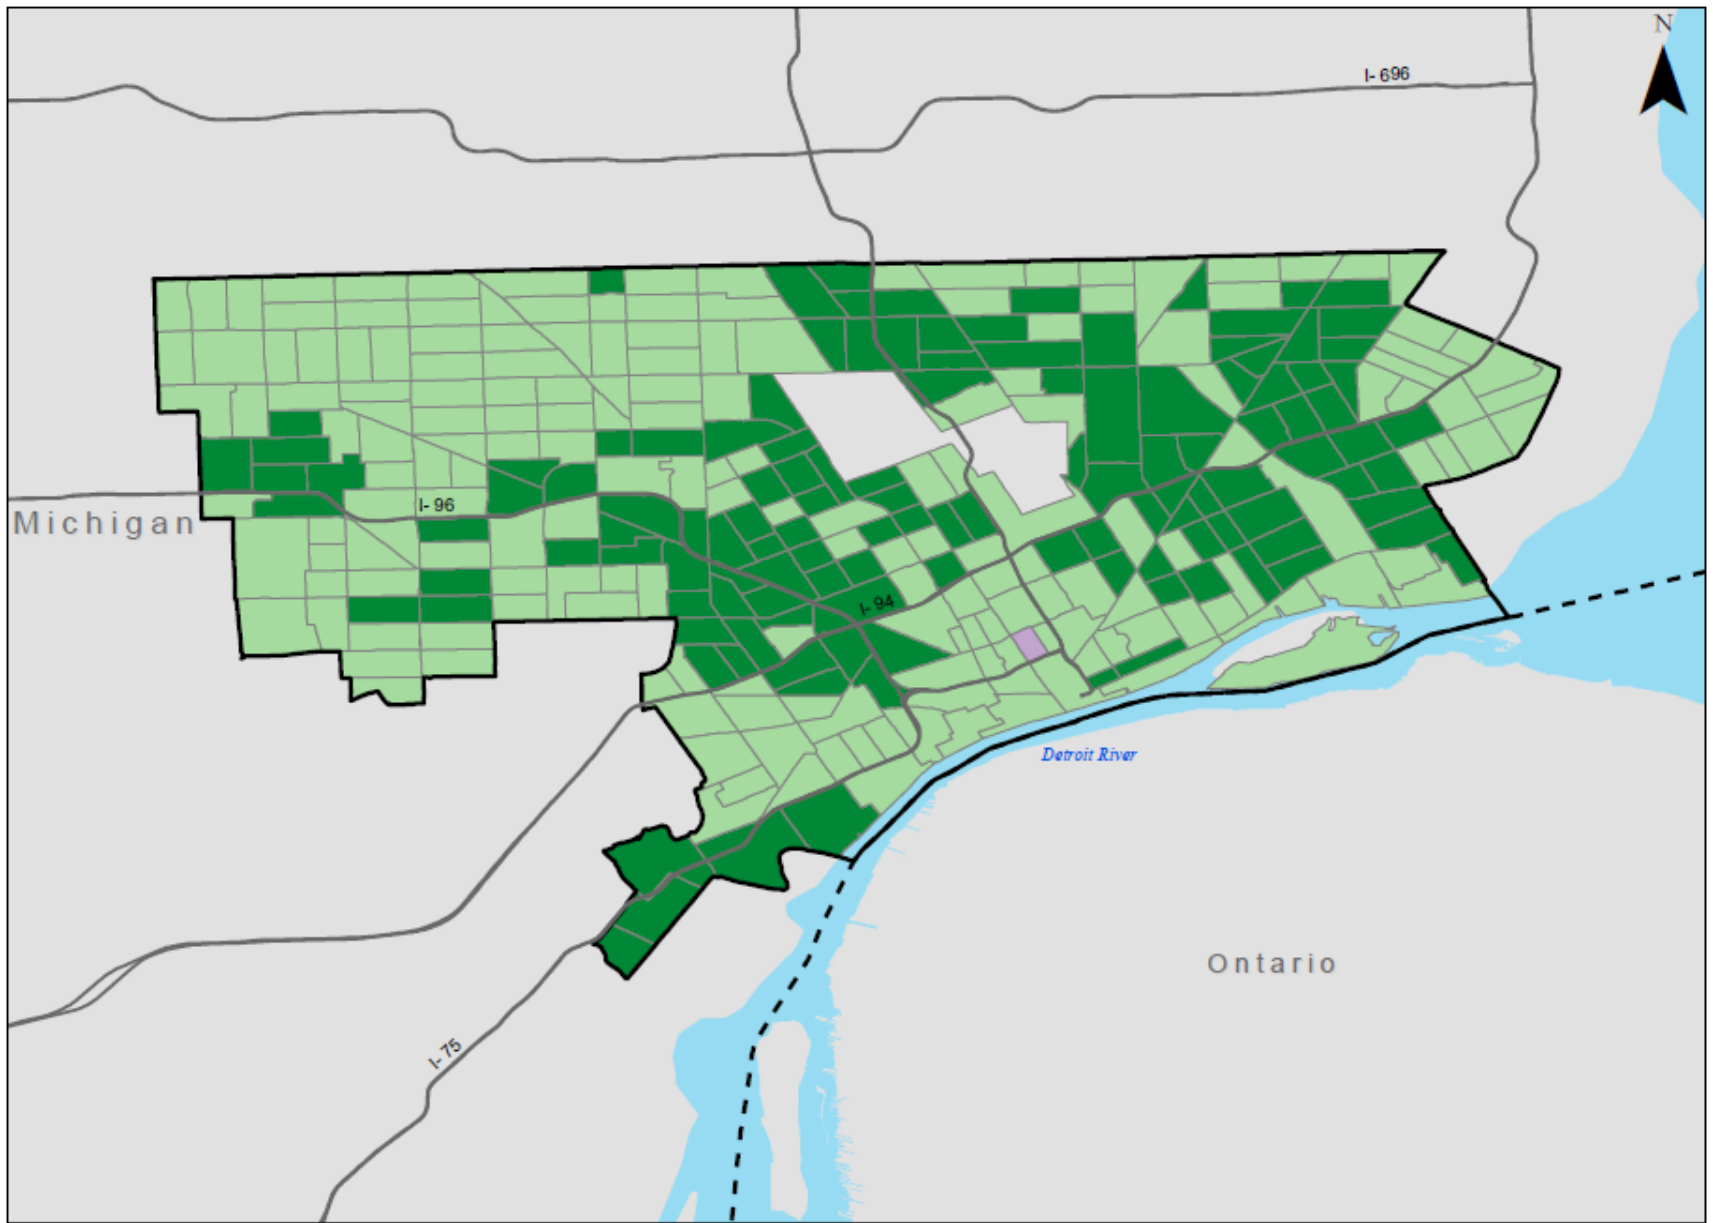 N
I- 696
I- 96
Michigan
I- 94
Detroit River
Ontario
I- 75